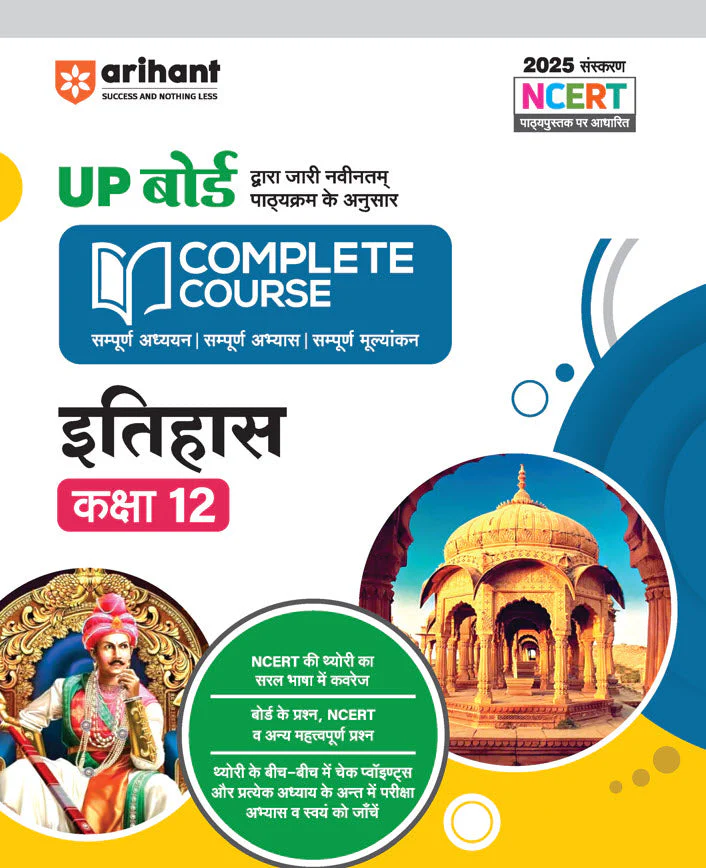 arihant
SUCCESS AND NOTHING LESS
2025 संस्करण
NCERT
पाठ्यपुस्तक पर आधारित
UP बोर्ड
द्वारा जारी नवीनतम्
पाठ्यक्रम के अनुसार
COMPLETE
COURSE
सम्पूर्ण अध्ययन | सम्पूर्ण अभ्यास | सम्पूर्ण मूल्यांकन
इतिहास
कक्षा 12
NCERT की थ्योरी का
सरल भाषा में कवरेज
बोर्ड के प्रश्न, NCERT
व अन्य महत्त्वपूर्ण प्रश्न
थ्योरी के बीच-बीच में चेक प्वॉइण्ट्स
और प्रत्येक अध्याय के अन्त में परीक्षा
अभ्यास व स्वयं को जाँचें